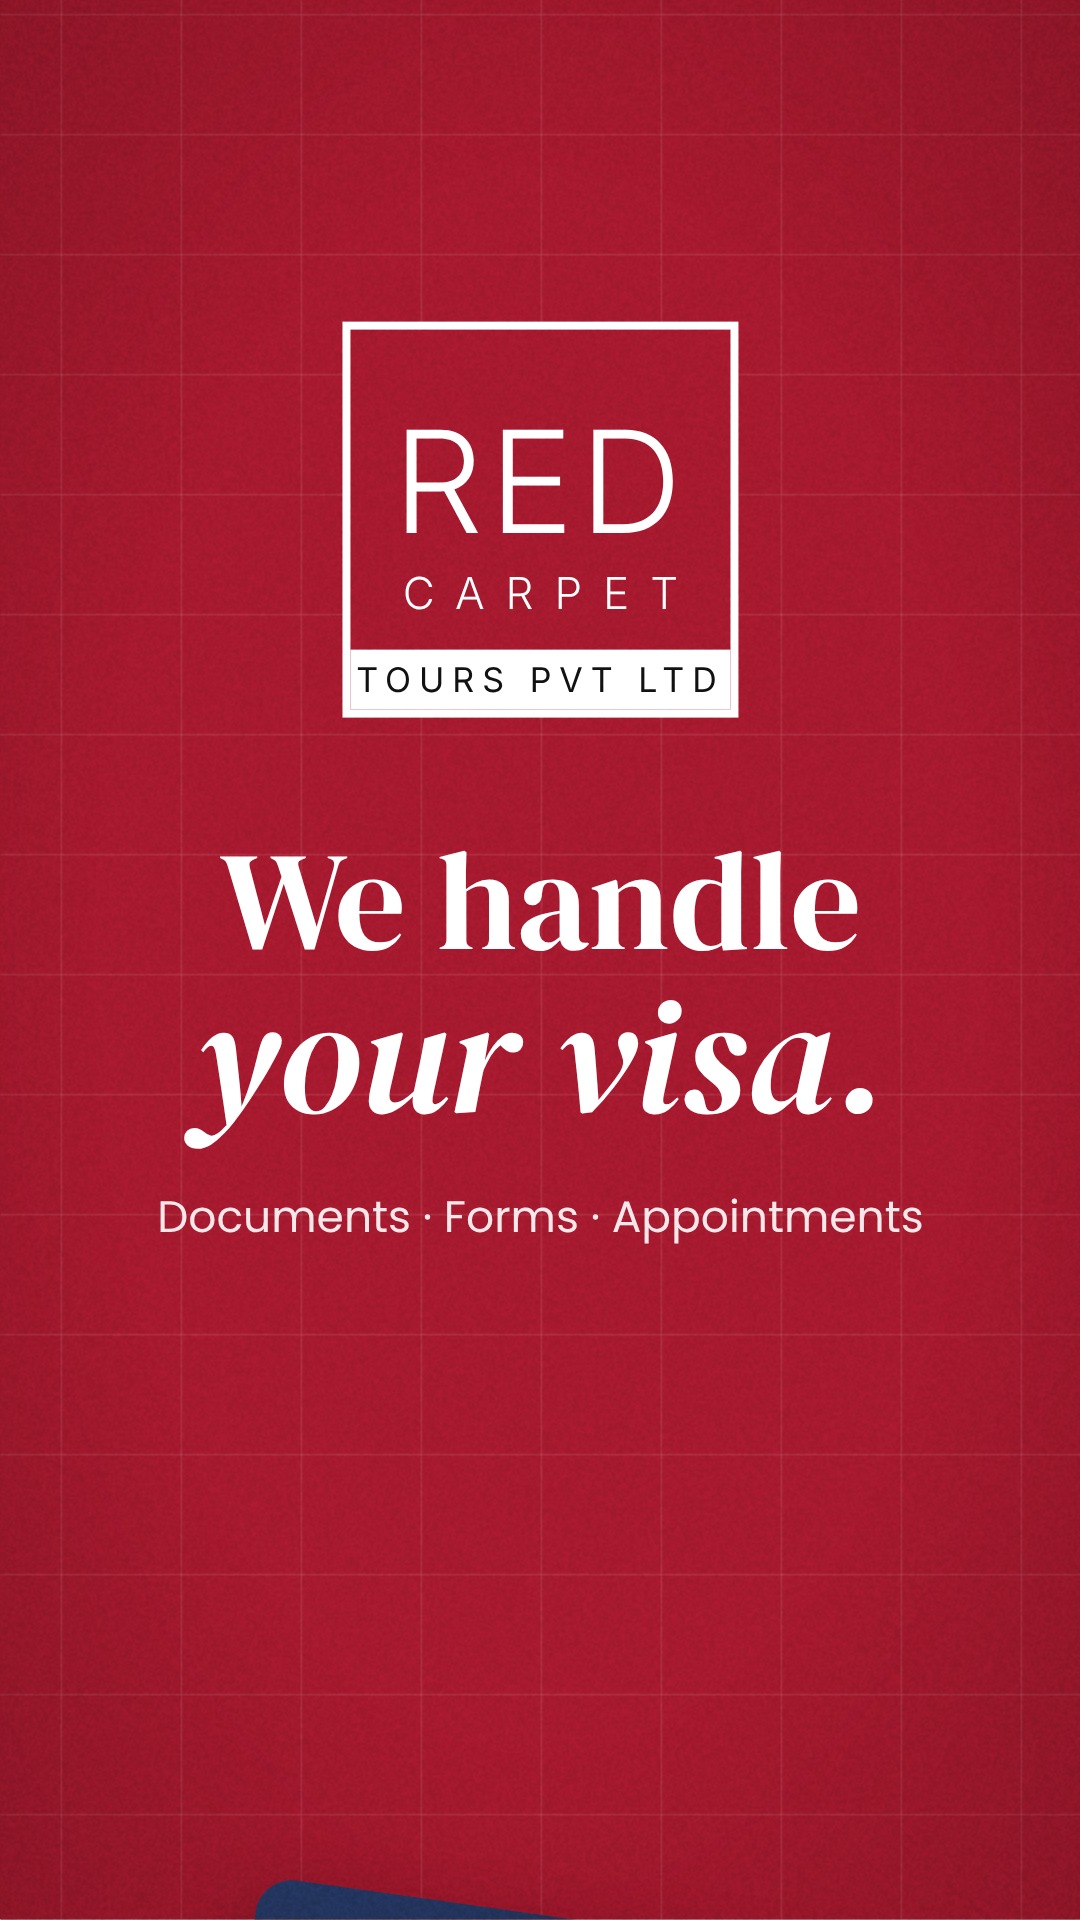 RED
CARPET
TOURS PVT LTD
We handle
your visa.
Documents · Forms · Appointments